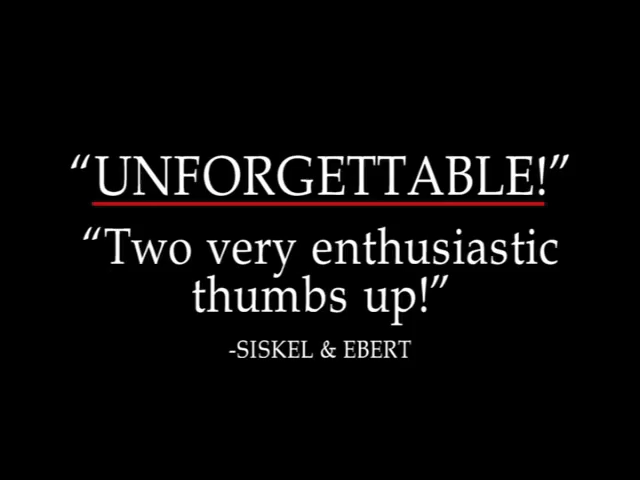 “UNFORGETTABLE!”
“Two very enthusiastic
thumbs up!”
-SISKEL & EBERT